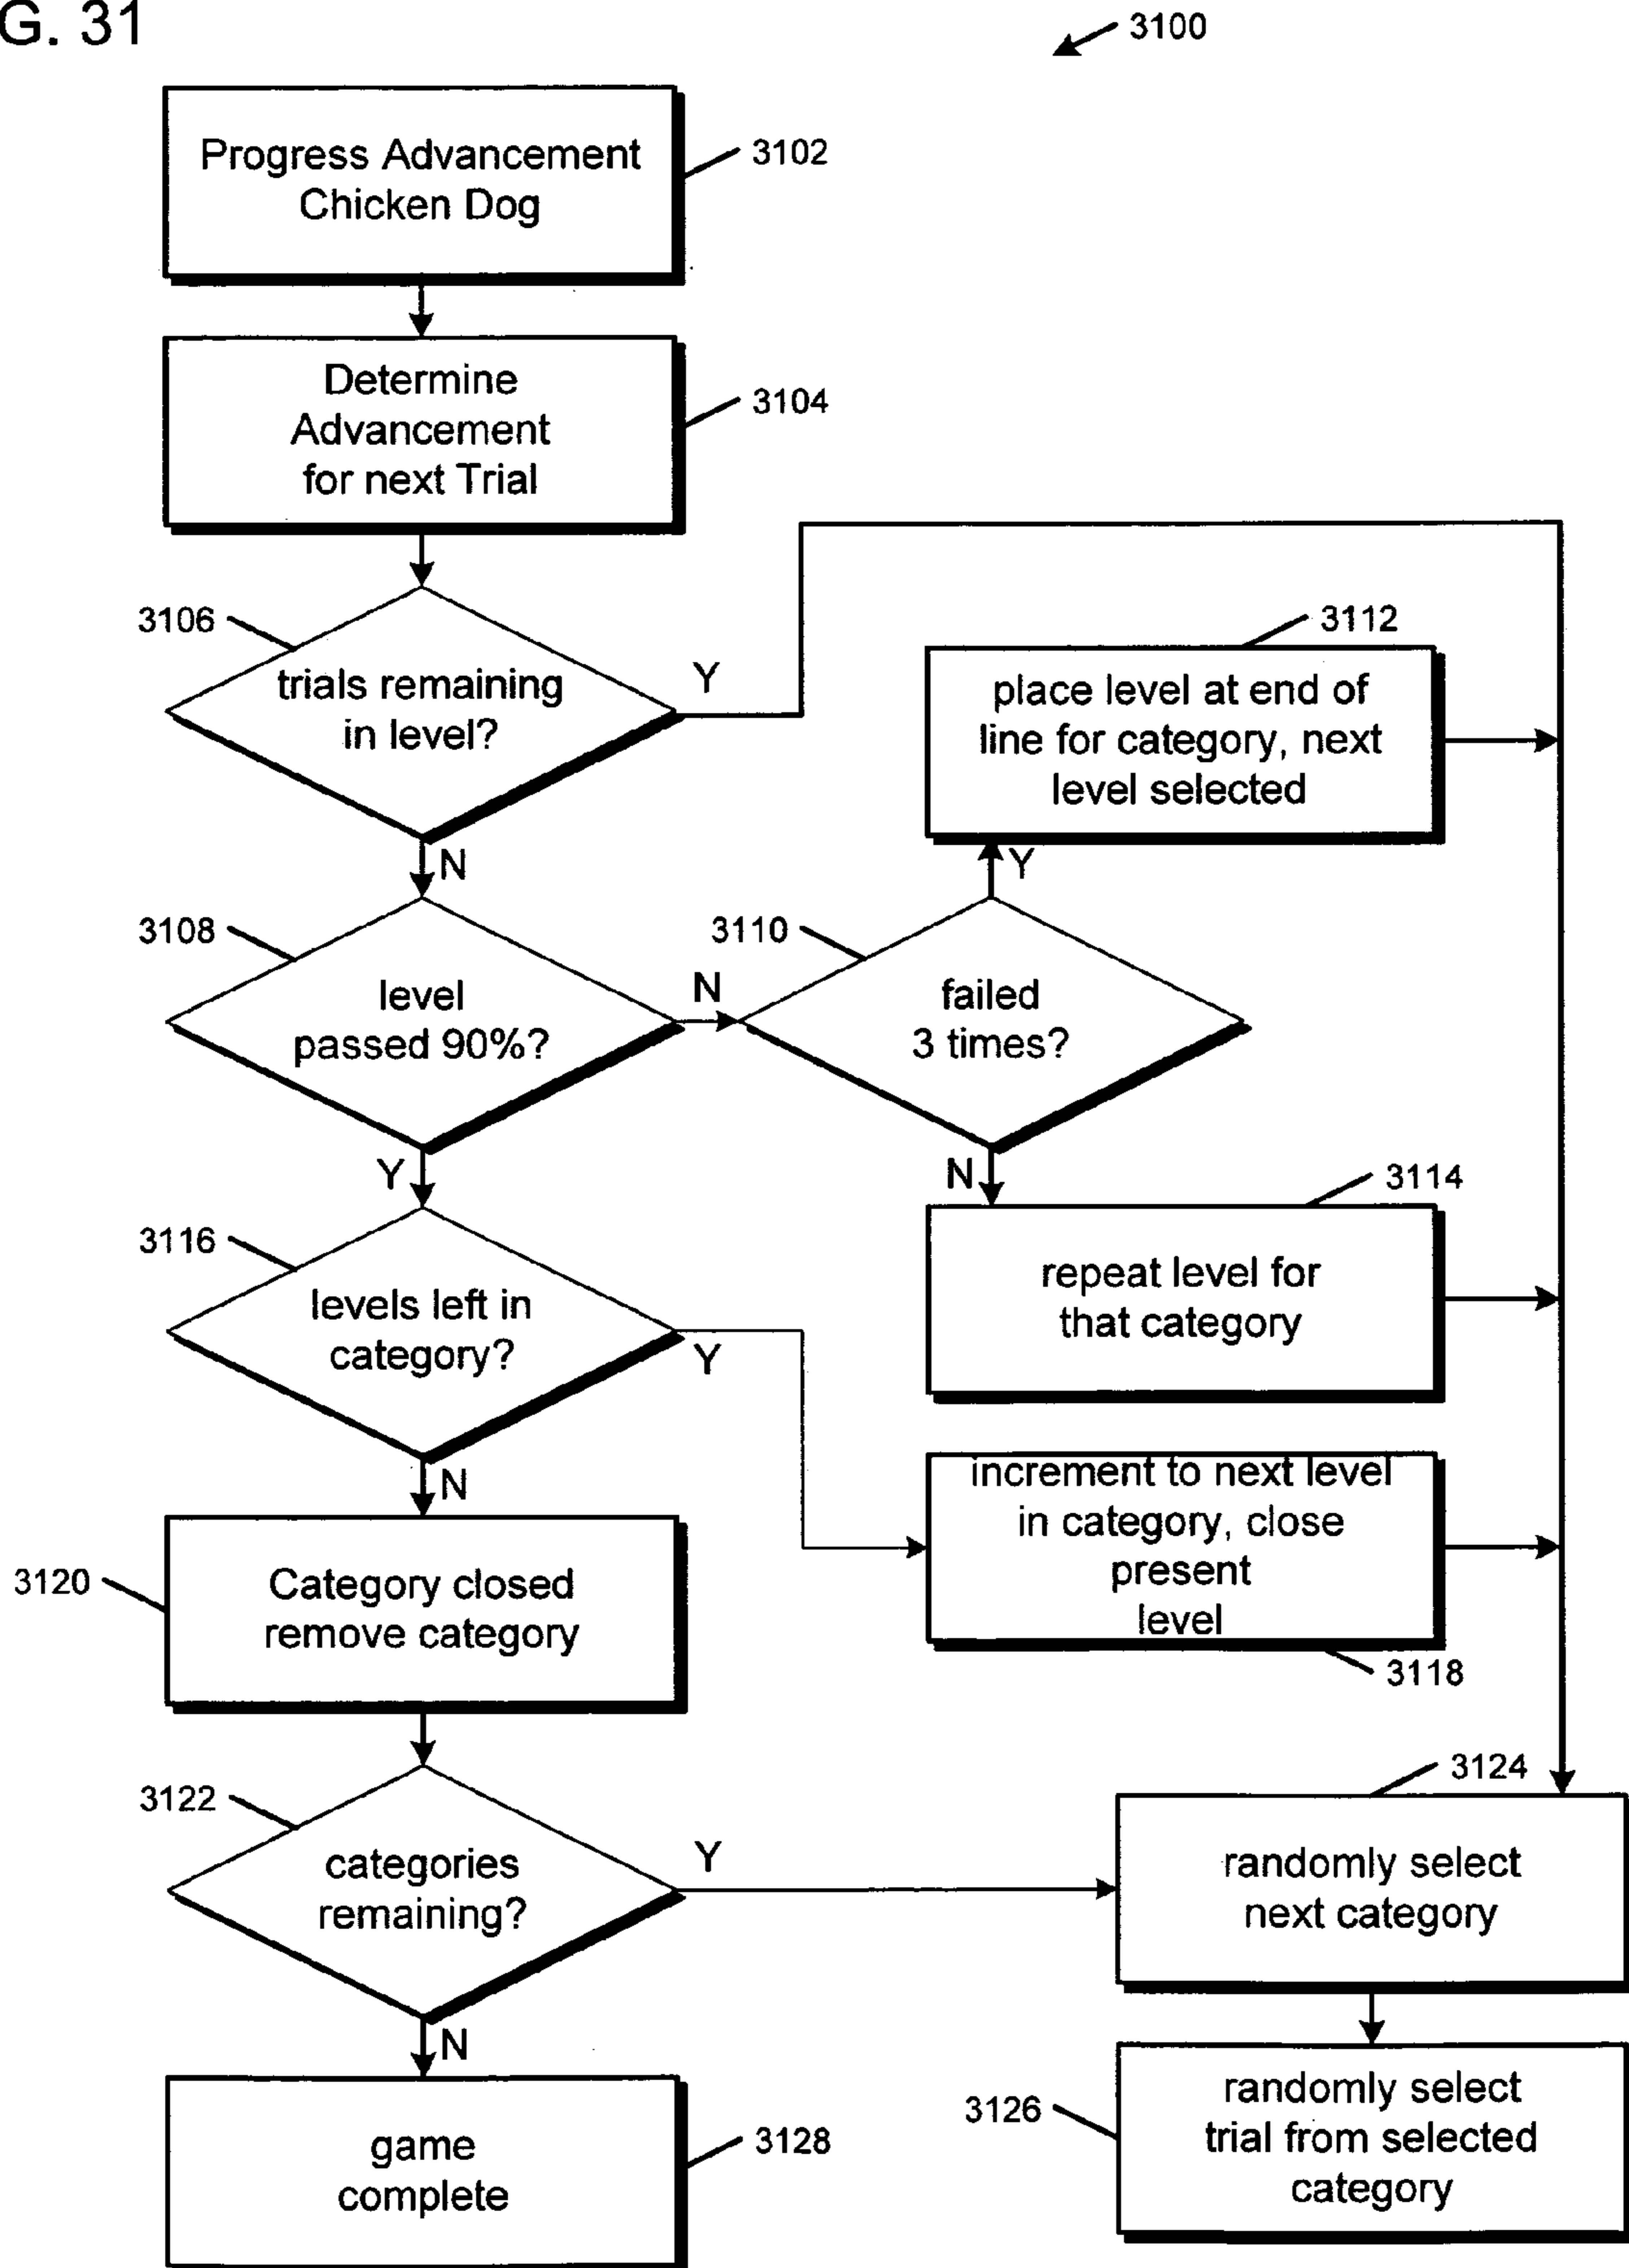 G. 31
3100
Progress Advancement
Chicken Dog
3102
Determine
Advancement
for next Trial
3104
3106
trials remaining
in level?
Y
N
3112
place level at end of
line for category, next
level selected
Y
3108
level
passed 90%?
N
Y
3110
failed
3 times?
N
3114
repeat level for
that category
3116
levels left in
category?
Y
N
increment to next level
in category, close
present
level
3118
3120
Category closed
remove category
3122
categories
remaining?
Y
N
3124
randomly select
next category
3126
randomly select
trial from selected
category
game
complete
3128